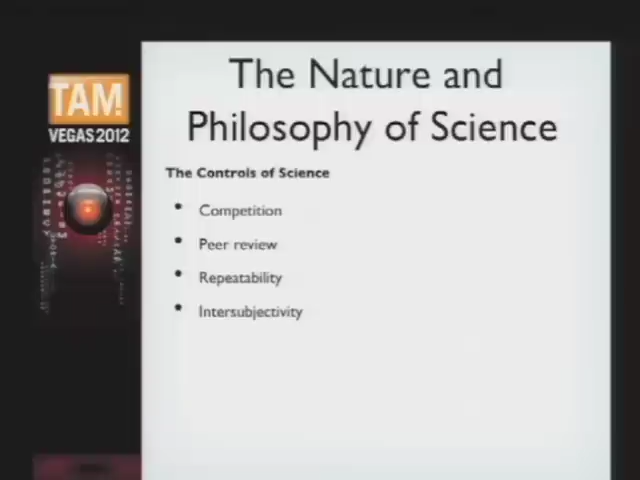 TAM!
VEGAS 2012
The Nature and
Philosophy of Science
The Controls of Science
• Competition
• Peer review
• Repeatability
• Intersubjectivity